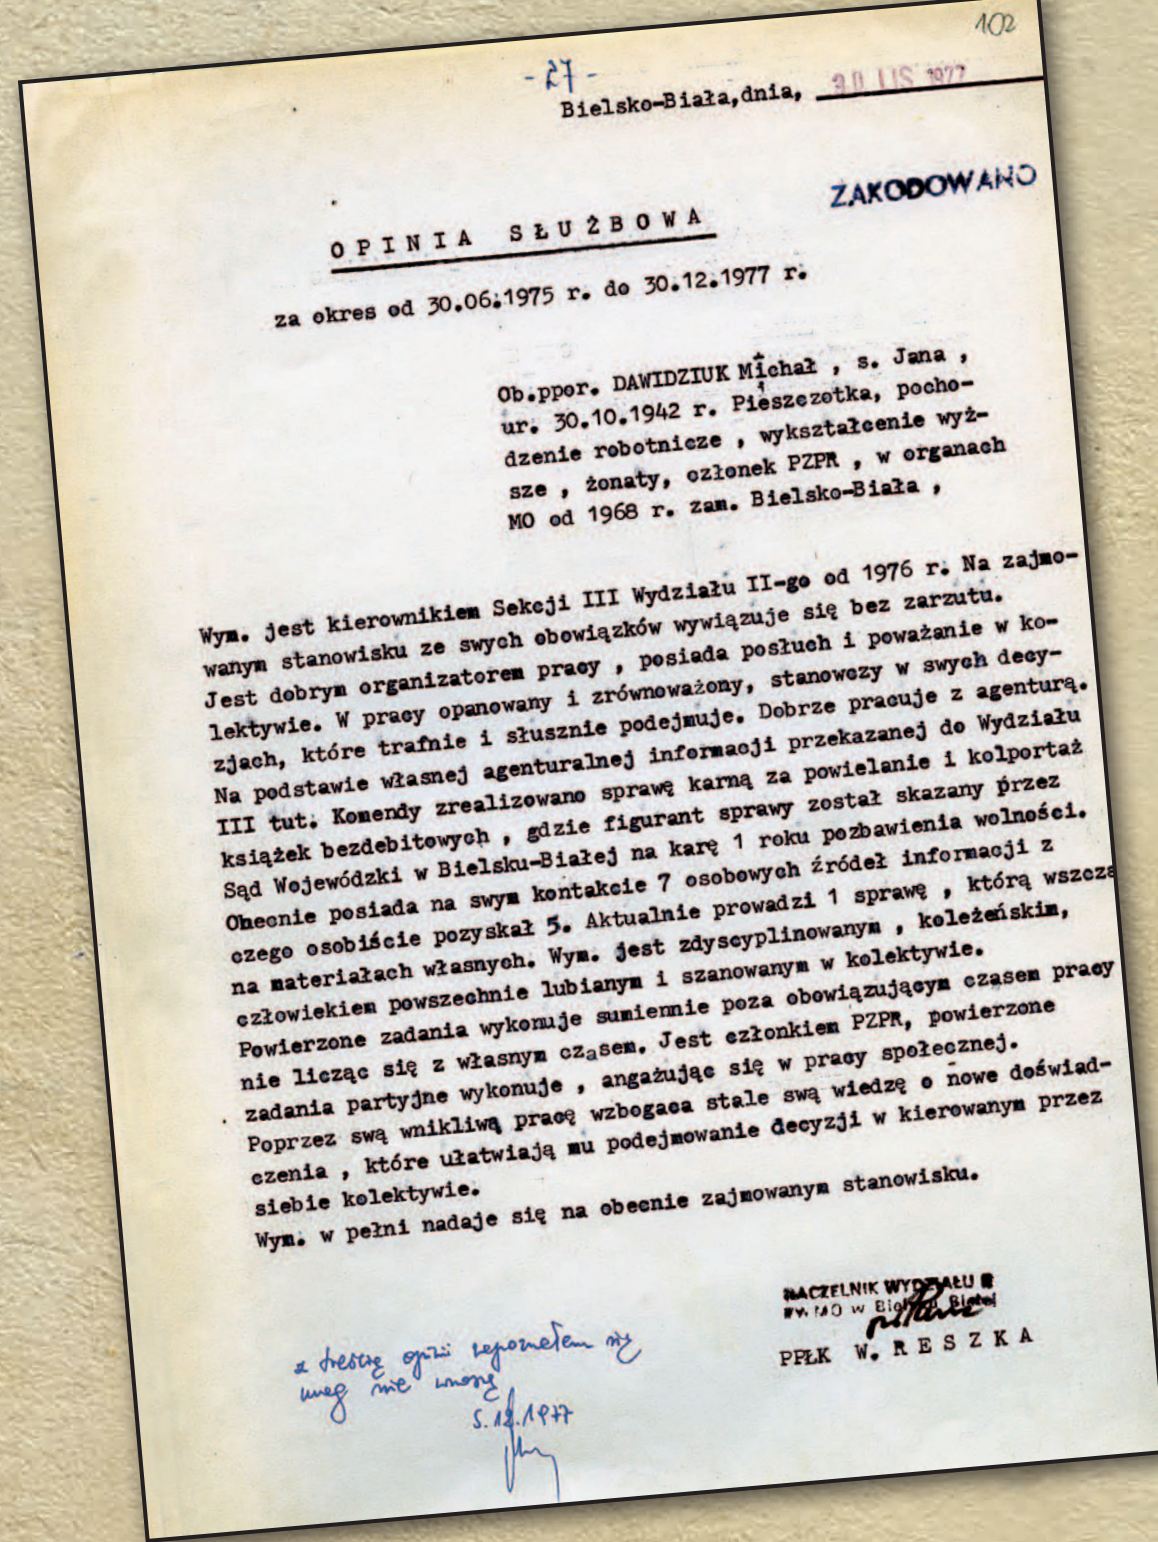 102
- 27 -
Bielsko-Biała,dnia, 30 LIS 1977
ZAKODOWANO
OPINIA SŁUŻBOWA
za okres od 30.06.1975 r. do 30.12.1977 r.
Ob.ppor. DAWIDZIUK Michał , s. Jana ,
ur. 30.10.1942 r. Pieszczotka, pocho-
dzenie robotnicze , wykształcenie wyż-
sze , żonaty, członek PZPR , w organach
MO od 1968 r. zam. Bielsko-Biała ,
Wym. jest kierownikiem Sekcji III Wydziału II-go od 1976 r. Na zajmo-
wanym stanowisku ze swych obowiązków wywiązuje się bez zarzutu.
Jest dobrym organizatorem pracy , posiada posłuch i poważanie w ko-
lektywie. W pracy opanowany i zrównoważony, stanowczy w swych decy-
zjach, które trafnie i słusznie podejmuje. Dobrze pracuje z agenturą.
Na podstawie własnej agenturalnej informacji przekazanej do Wydziału
III tut. Komendy zrealizowano sprawę karną za powielanie i kolportaż
książek bezdebitowych , gdzie figurant sprawy został skazany przez
Sąd Wojewódzki w Bielsku-Białej na karę 1 roku pozbawienia wolności.
Obecnie posiada na swym kontakcie 7 osobowych źródeł informacji z
czego osobiście pozyskał 5. Aktualnie prowadzi 1 sprawę , którą wszczą
na materiałach własnych. Wym. jest zdyscyplinowanym , koleżeńskim,
człowiekiem powszechnie lubianym i szanowanym w kolektywie.
Powierzone zadania wykonuje sumiennie poza obowiązującym czasem pracy
nie licząc się z własnym czasem. Jest członkiem PZPR, powierzone
zadania partyjne wykonuje , angażując się w pracy społecznej.
Poprzez swą wnikliwą pracę wzbogaca stale swą wiedzę o nowe doświad-
czenia , które ułatwiają mu podejmowanie decyzji w kierowanym przez
siebie kolektywie.
Wym. w pełni nadaje się na obecnie zajmowanym stanowisku.
NACZELNIK WYDZIAŁU II
KW. MO w Bielsku Białej
PPŁK W. RESZKA
z treścią opinii zapoznałem się
uwag nie wnoszę
5.12.1977